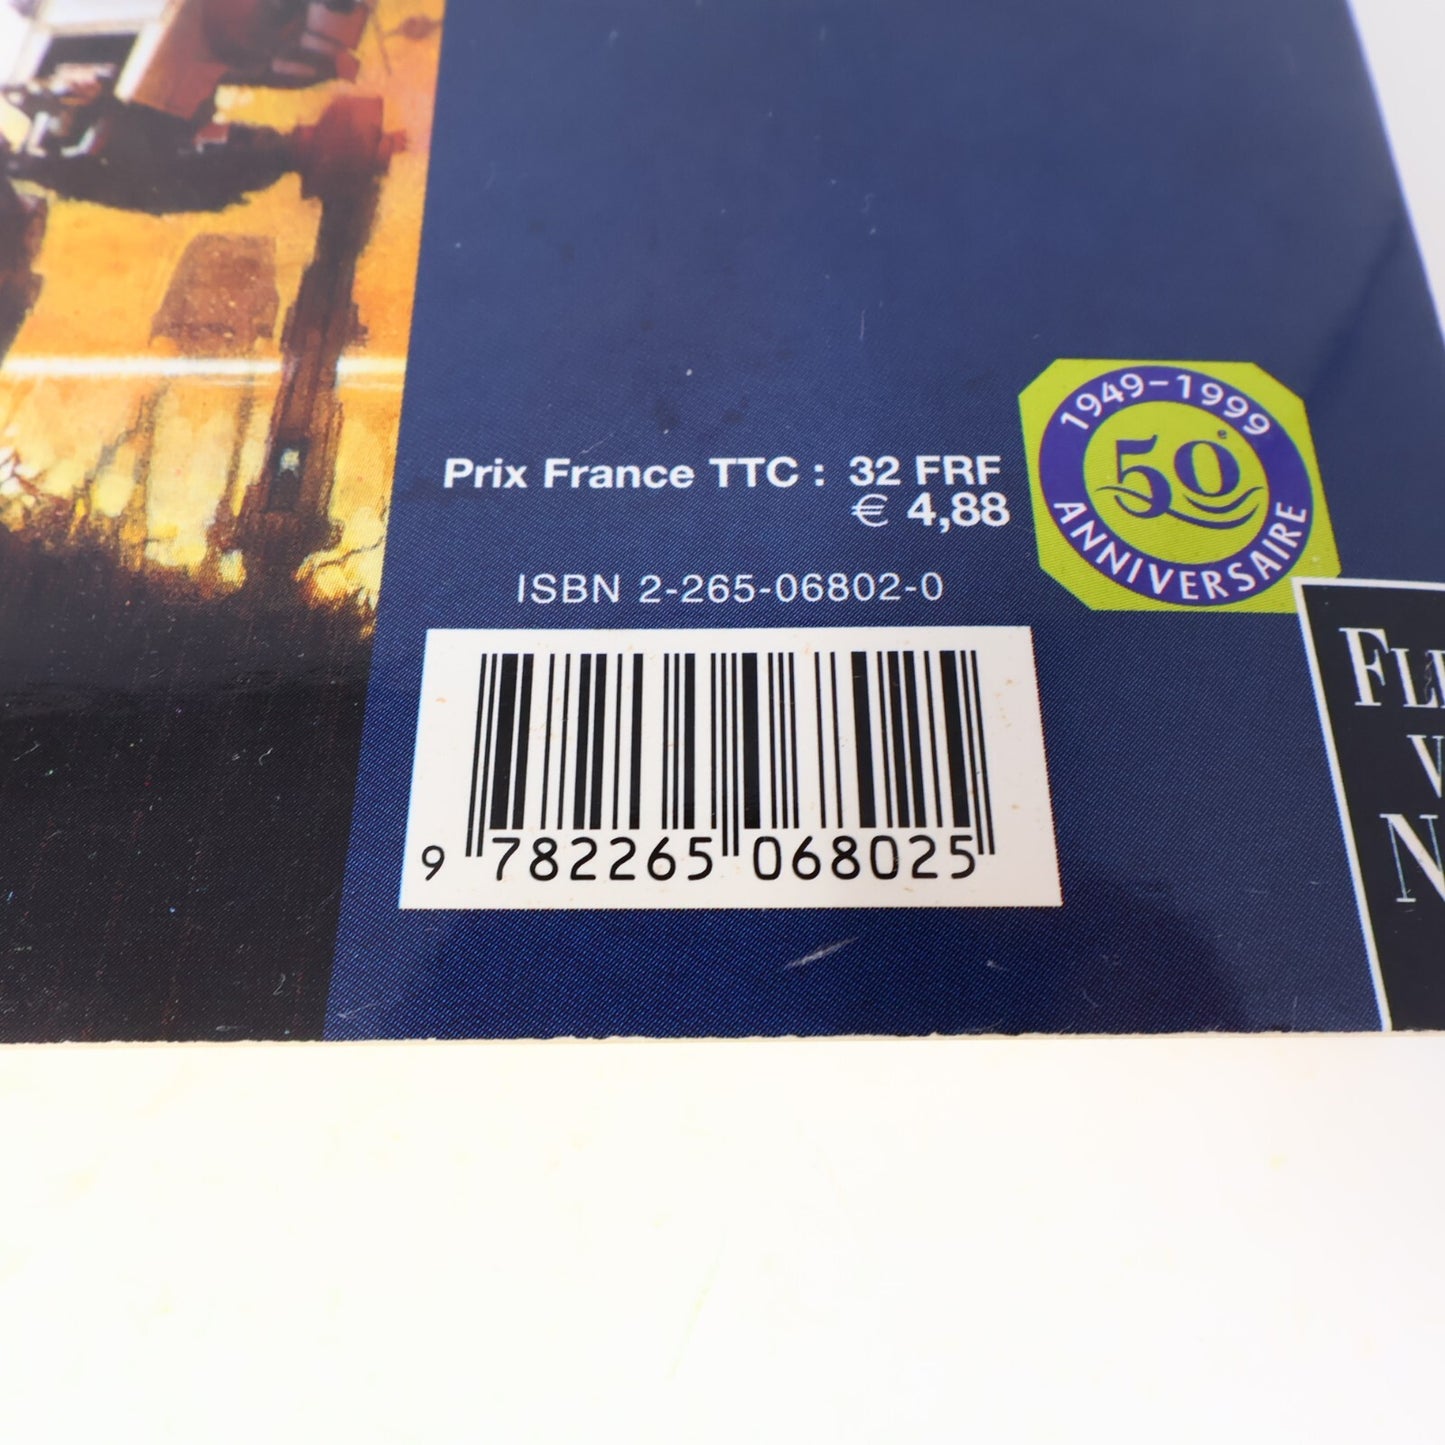 1949-1999
50e
ANNIVERSAIRE
Prix France TTC : 32 FRF
€ 4,88
ISBN 2-265-06802-0
9 782265 068025